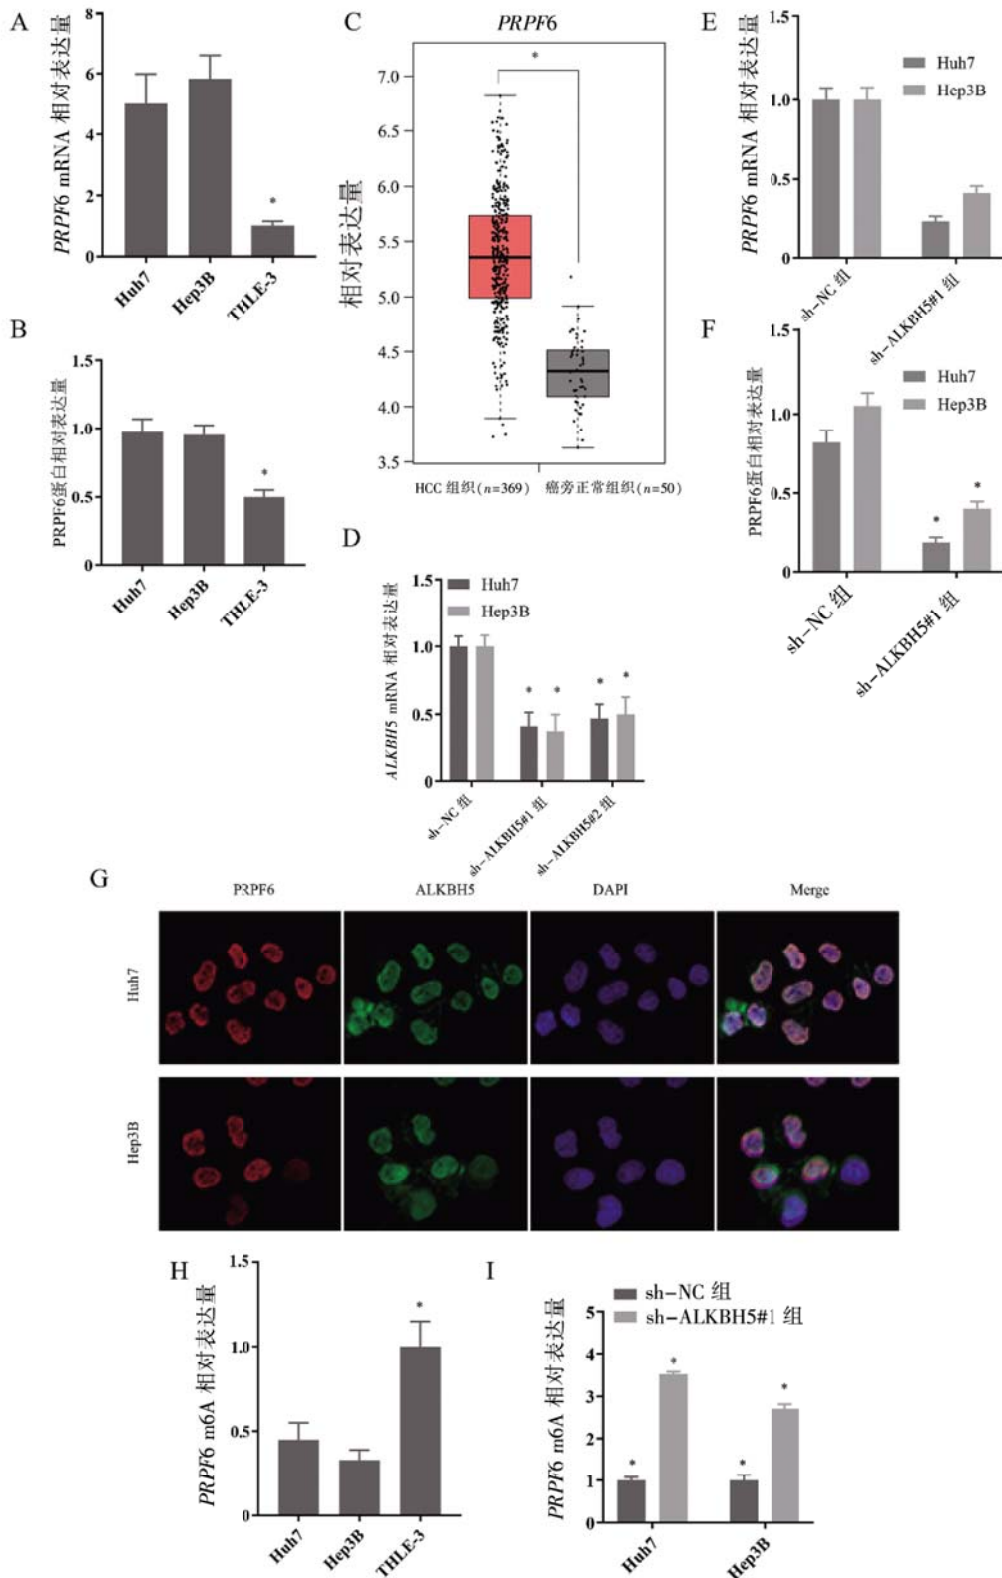 A
PRPF6 mRNA 相对表达量
8
6
4
2
0
Huh7
Hep3B
THLE-3
*
B
PRPF6蛋白相对表达量
1.5
1.0
0.5
0
Huh7
Hep3B
THLE-3
*
C
PRPF6
*
相对表达量
7.0
6.5
6.0
5.5
5.0
4.5
4.0
3.5
HCC 组织(n=369)
癌旁正常组织(n=50)
D
ALKBH5 mRNA 相对表达量
1.5
1.0
0.5
0
Huh7
Hep3B
* * * *
sh-NC 组
sh-ALKBH5#1 组
sh-ALKBH5#2 组
E
PRPF6 mRNA 相对表达量
1.5
1.0
0.5
0
Huh7
Hep3B
sh-NC 组
sh-ALKBH5#1 组
F
PRPF6蛋白相对表达量
1.5
1.0
0.5
0
Huh7
Hep3B
* *
sh-NC 组
sh-ALKBH5#1 组
G
PRPF6 ALKBH5 DAPI Merge
Huh7
Hep3B
H
PRPF6 m6A 相对表达量
1.5
1.0
0.5
0
*
Huh7
Hep3B
THLE-3
I
sh-NC 组
sh-ALKBH5#1 组
PRPF6 m6A 相对表达量
5
4
3
2
1
0
* * * *
Huh7
Hep3B